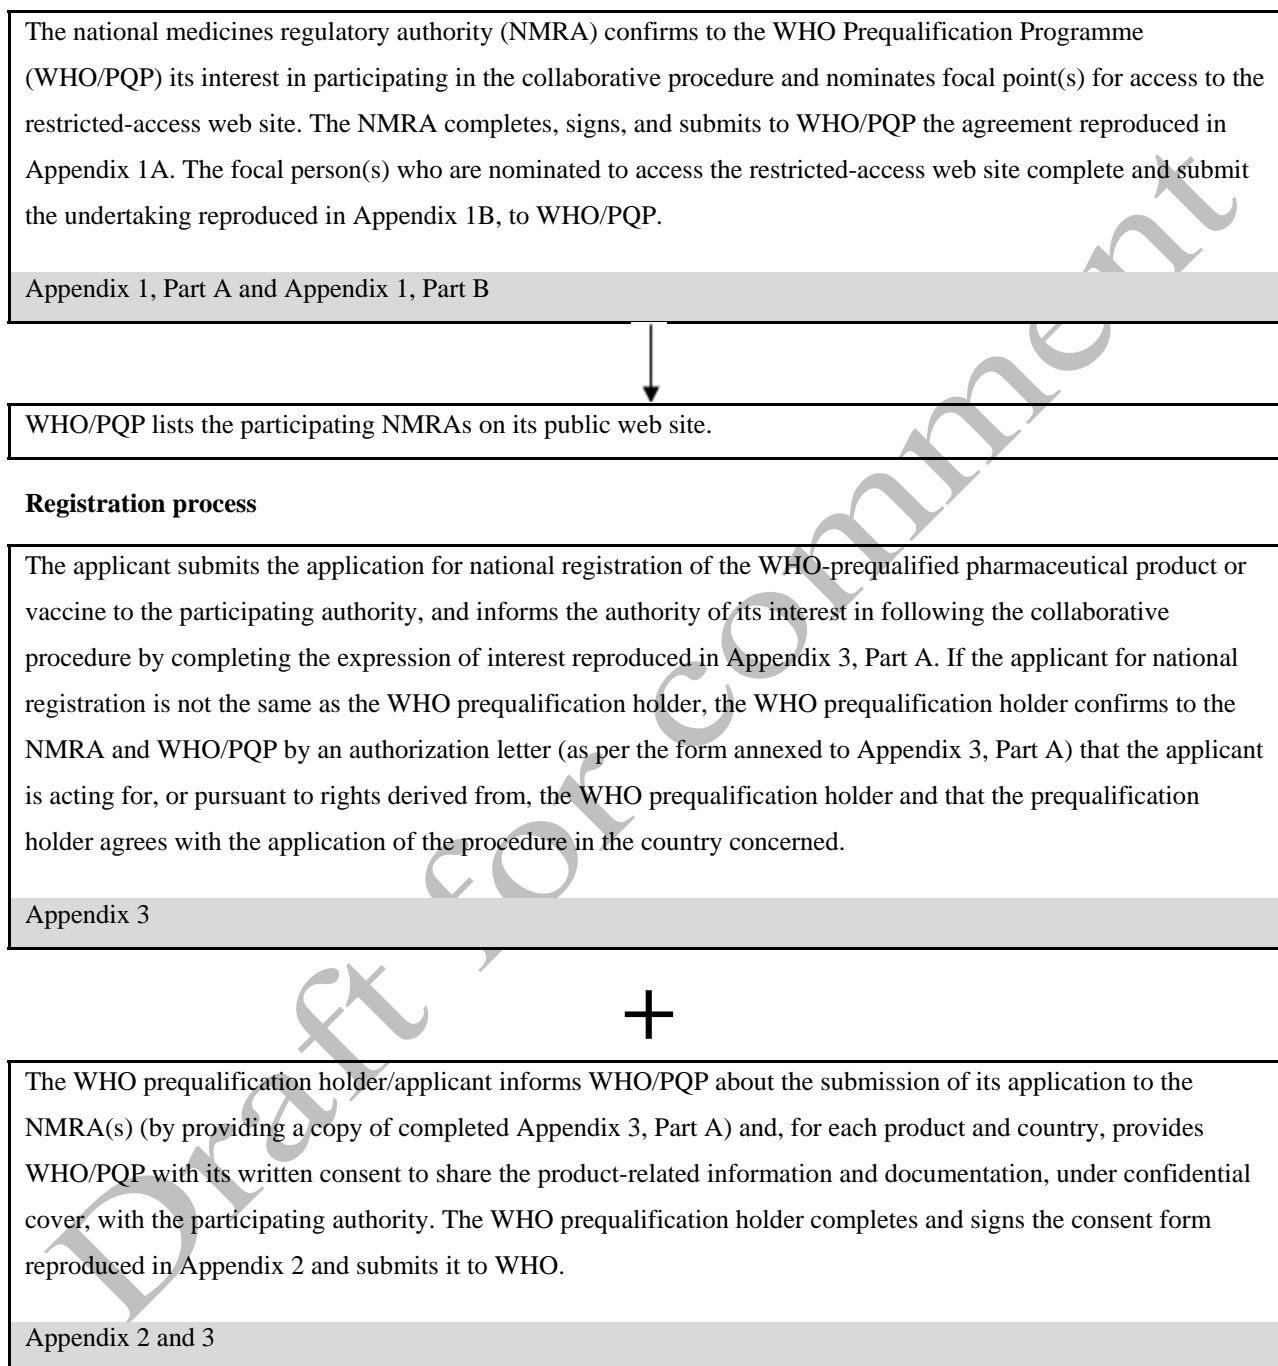 The national medicines regulatory authority (NMRA) confirms to the WHO Prequalification Programme
(WHO/PQP) its interest in participating in the collaborative procedure and nominates focal point(s) for access to the
restricted-access web site. The NMRA completes, signs, and submits to WHO/PQP the agreement reproduced in
Appendix 1A. The focal person(s) who are nominated to access the restricted-access web site complete and submit
the undertaking reproduced in Appendix 1B, to WHO/PQP.
Appendix 1, Part A and Appendix 1, Part B
WHO/PQP lists the participating NMRAs on its public web site.
Registration process
The applicant submits the application for national registration of the WHO-prequalified pharmaceutical product or
vaccine to the participating authority, and informs the authority of its interest in following the collaborative
procedure by completing the expression of interest reproduced in Appendix 3, Part A. If the applicant for national
registration is not the same as the WHO prequalification holder, the WHO prequalification holder confirms to the
NMRA and WHO/PQP by an authorization letter (as per the form annexed to Appendix 3, Part A) that the applicant
is acting for, or pursuant to rights derived from, the WHO prequalification holder and that the prequalification
holder agrees with the application of the procedure in the country concerned.
Appendix 3
+
The WHO prequalification holder/applicant informs WHO/PQP about the submission of its application to the
NMRA(s) (by providing a copy of completed Appendix 3, Part A) and, for each product and country, provides
WHO/PQP with its written consent to share the product-related information and documentation, under confidential
cover, with the participating authority. The WHO prequalification holder completes and signs the consent form
reproduced in Appendix 2 and submits it to WHO.
Appendix 2 and 3
Draft for comment